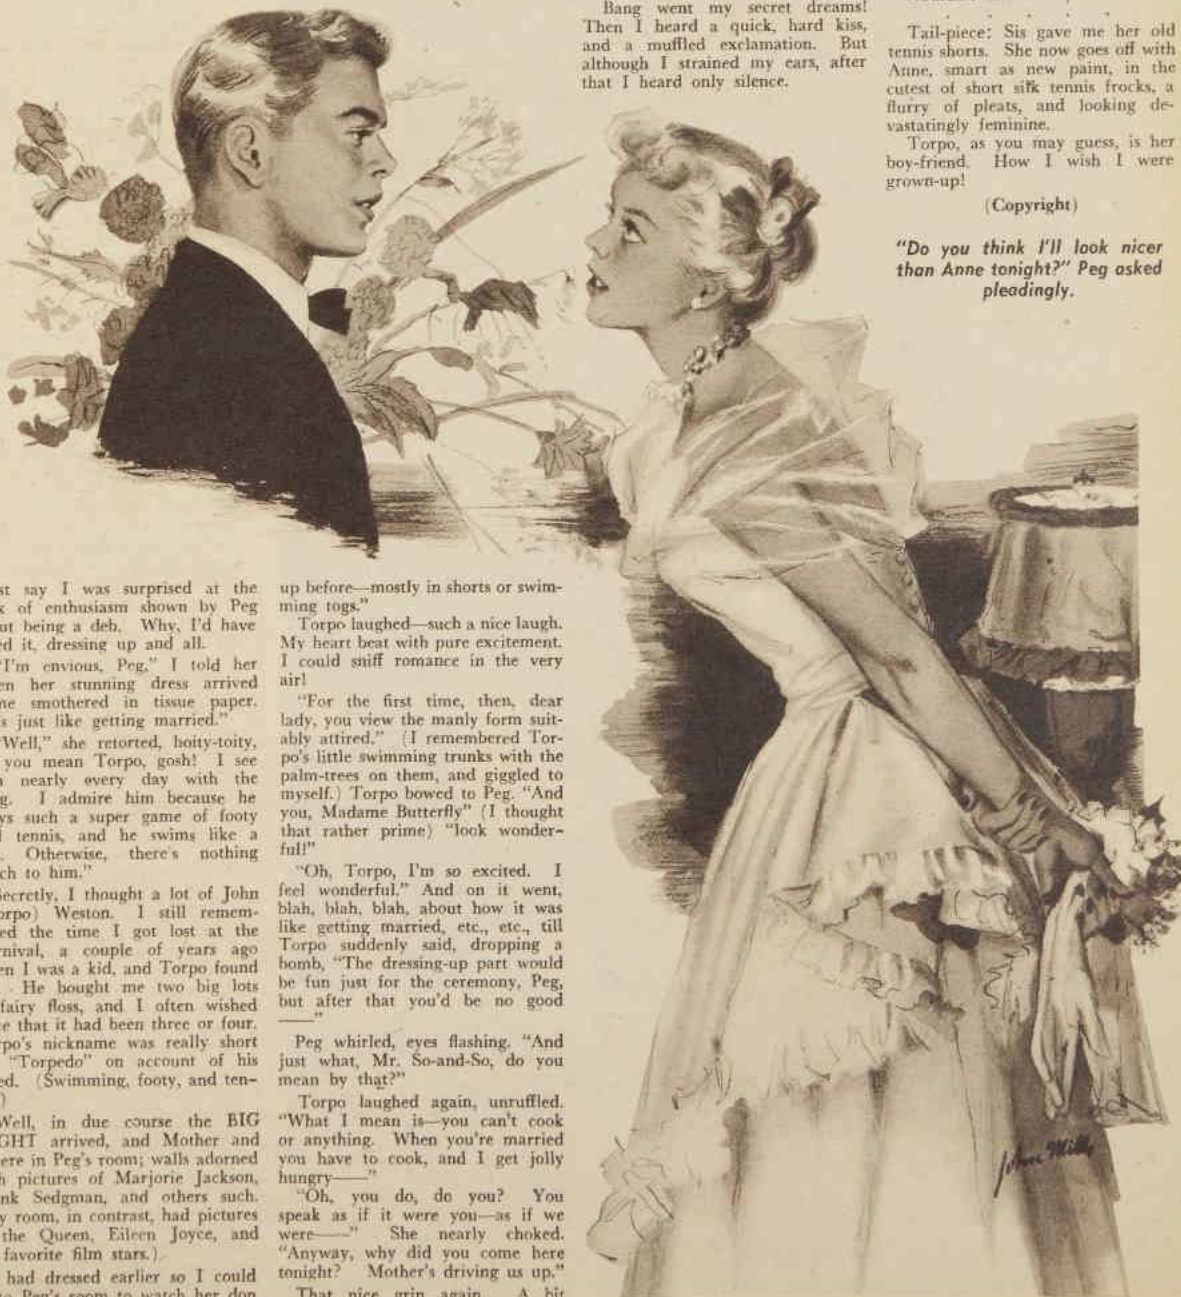 st say I was surprised at the
k of enthusiasm shown by Peg
ut being a deb. Why, I'd have
ed it, dressing up and all.
"I'm envious, Peg," I told her
en her stunning dress arrived
me smothered in tissue paper.
s just like getting married."
"Well," she retorted, hoity-toity,
you mean Torpo, gosh! I see
n nearly every day with the
g. I admire him because he
ys such a super game of footy
d tennis, and he swims like a
. Otherwise, there's nothing
ch to him."
Secretly, I thought a lot of John
orpo) Weston. I still remem-
ed the time I got lost at the
rnival, a couple of years ago
en I was a kid, and Torpo found
. He bought me two big lots
fairy floss, and I often wished
e that it had been three or four.
rpo's nickname was really short
"Torpedo" on account of his
ed. (Swimming, footy, and ten-
)
Well, in due course the BIG
GHT arrived, and Mother and
ere in Peg's room; walls adorned
h pictures of Marjorie Jackson,
nk Sedgman, and others such.
y room, in contrast, had pictures
the Queen, Eileen Joyce, and
favorite film stars.)
had dressed earlier so I could
to Peg's room to watch her don
up before—mostly in shorts or swim-
ming togs."
Torpo laughed—such a nice laugh.
My heart beat with pure excitement.
I could sniff romance in the very
air!
"For the first time, then, dear
lady, you view the manly form suit-
ably attired." (I remembered Tor-
po's little swimming trunks with the
palm-trees on them, and giggled to
myself.) Torpo bowed to Peg. "And
you, Madame Butterfly" (I thought
that rather prime) "look wonder-
ful!"
"Oh, Torpo, I'm so excited. I
feel wonderful." And on it went,
blah, blah, blah, about how it was
like getting married, etc., etc., till
Torpo suddenly said, dropping a
bomb, "The dressing-up part would
be fun just for the ceremony, Peg,
but after that you'd be no good
——"
Peg whirled, eyes flashing. "And
just what, Mr. So-and-So, do you
mean by that?"
Torpo laughed again, unruffled.
"What I mean is—you can't cook
or anything. When you're married
you have to cook, and I get jolly
hungry——"
"Oh, you do, do you? You
speak as if it were you—as if we
were——" She nearly choked.
"Anyway, why did you come here
tonight? Mother's driving us up."
That nice grin again. A bit
Bang went my secret dreams!
Then I heard a quick, hard kiss,
and a muffled exclamation. But
although I strained my ears, after
that I heard only silence.
Tail-piece: Sis gave me her old
tennis shorts. She now goes off with
Anne, smart as new paint, in the
cutest of short silk tennis frocks, a
flurry of pleats, and looking de-
vastatingly feminine.
Torpo, as you may guess, is her
boy-friend. How I wish I were
grown-up!
(Copyright)
"Do you think I'll look nicer
than Anne tonight?" Peg asked
pleadingly.
John Mills